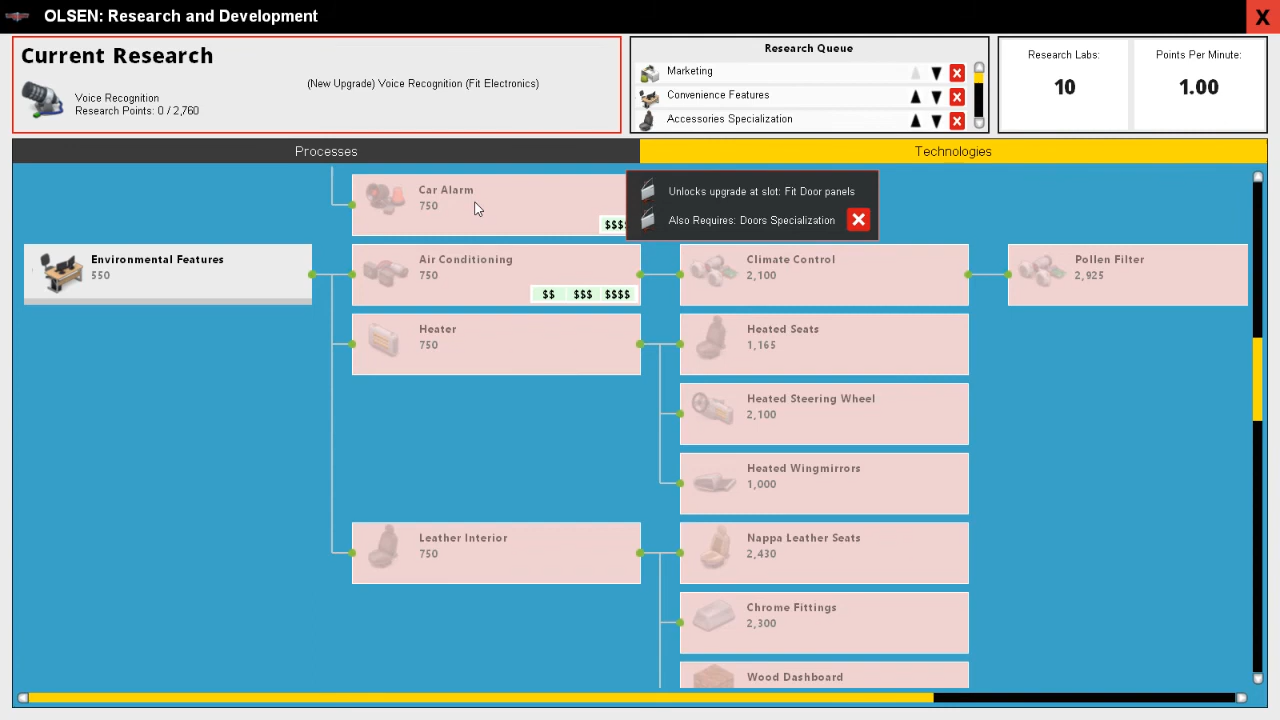 OLSEN: Research and Development
X
Current Research
(New Upgrade) Voice Recognition (Fit Electronics)
Voice Recognition
Research Points: 0 / 2,760
Research Queue
Marketing
Convenience Features
Accessories Specialization
Research Labs:
10
Points Per Minute:
1.00
Processes
Technologies
Car Alarm
750
Unlocks upgrade at slot: Fit Door panels
Also Requires: Doors Specialization
Environmental Features
550
Air Conditioning
750
$$ $$$ $$$$
Climate Control
2,100
Pollen Filter
2,925
Heater
750
Heated Seats
1,165
Heated Steering Wheel
2,100
Heated Wingmirrors
1,000
Leather Interior
750
Nappa Leather Seats
2,430
Chrome Fittings
2,300
Wood Dashboard